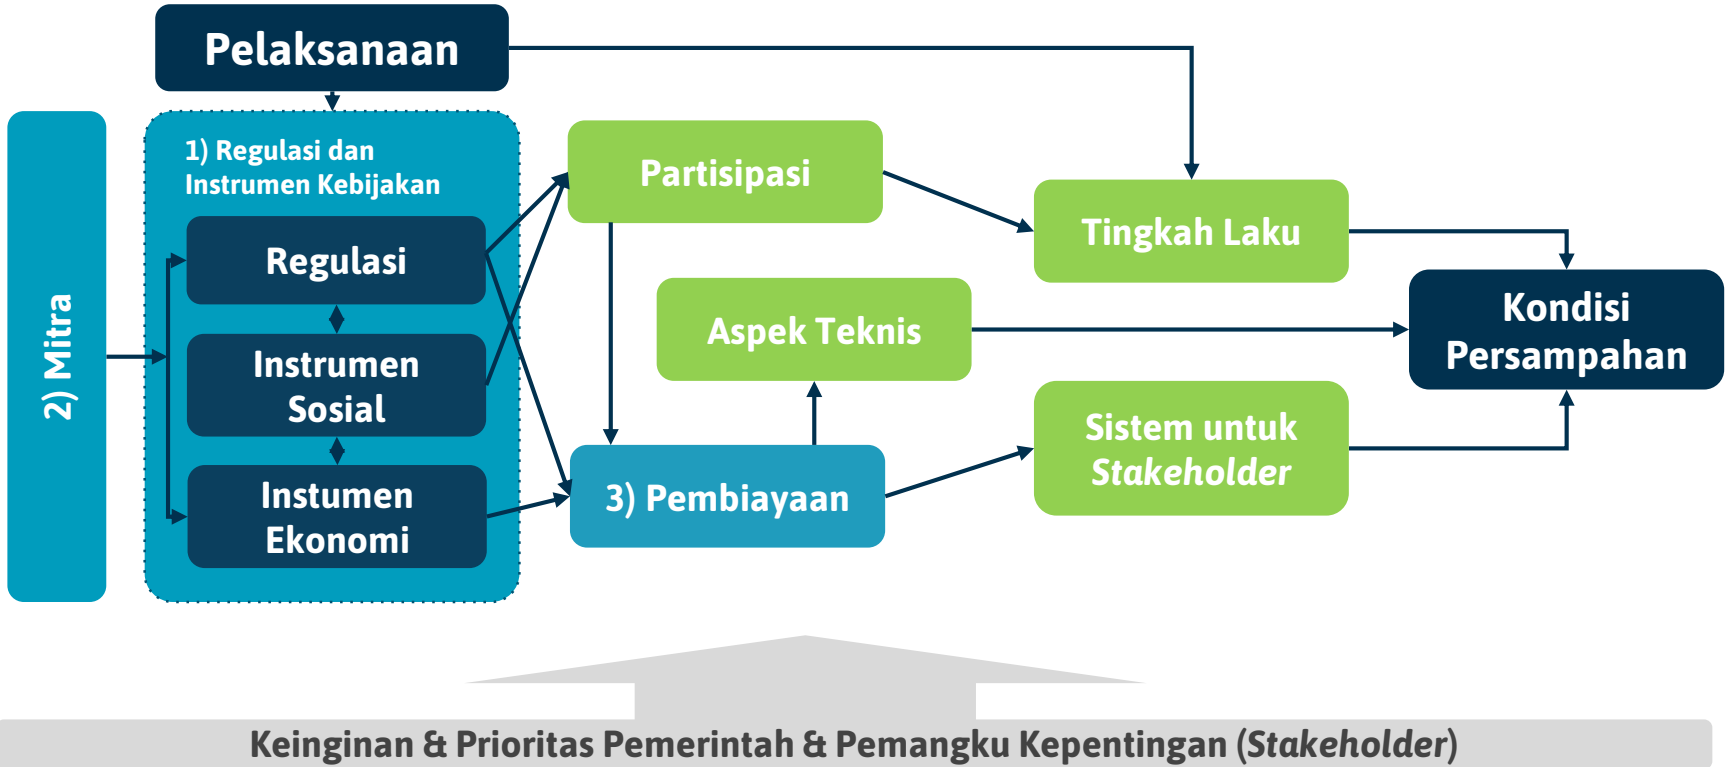 Pelaksanaan
2) Mitra
1) Regulasi dan
Instrumen Kebijakan
Regulasi
Instrumen
Sosial
Instumen
Ekonomi
Partisipasi
Aspek Teknis
3) Pembiayaan
Tingkah Laku
Sistem untuk
Stakeholder
Kondisi
Persampahan
Keinginan & Prioritas Pemerintah & Pemangku Kepentingan (Stakeholder)